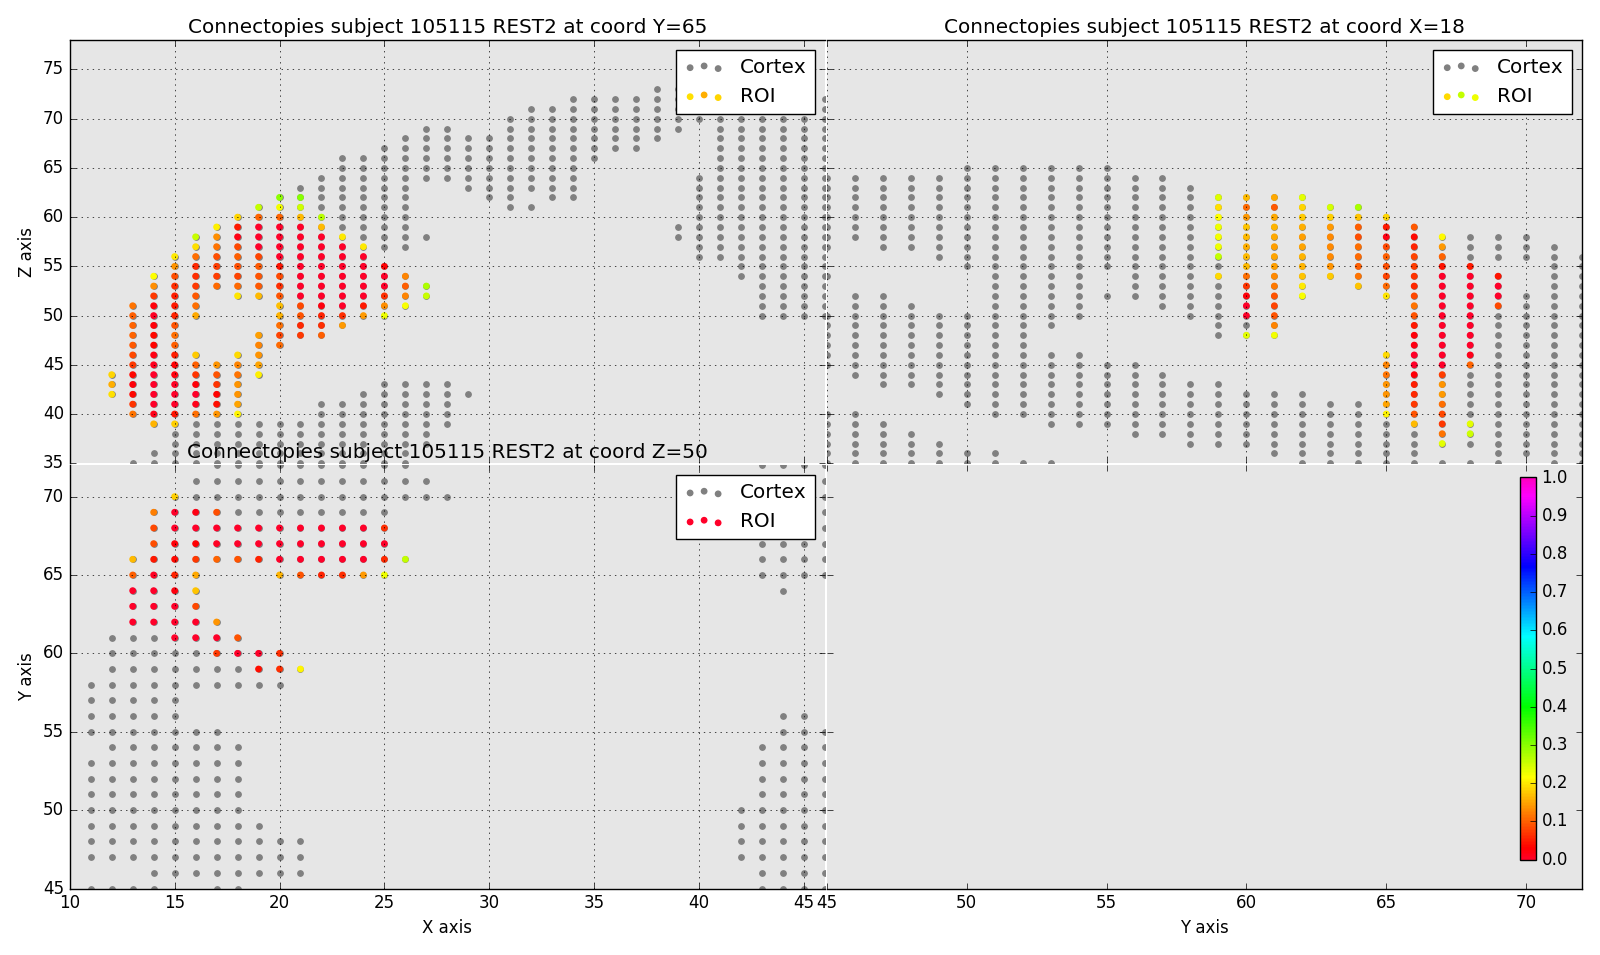 Connectopies subject 105115 REST2 at coord Y=65
Connectopies subject 105115 REST2 at coord X=18
Cortex
ROI
Cortex
ROI
75
70
65
60
55
50
45
40
35
Z axis
Connectopies subject 105115 REST2 at coord Z=50
Cortex
ROI
70
65
60
55
50
45
Y axis
10 15 20 25 30 35 40 45
X axis
45 50 55 60 65 70
Y axis
1.0
0.9
0.8
0.7
0.6
0.5
0.4
0.3
0.2
0.1
0.0